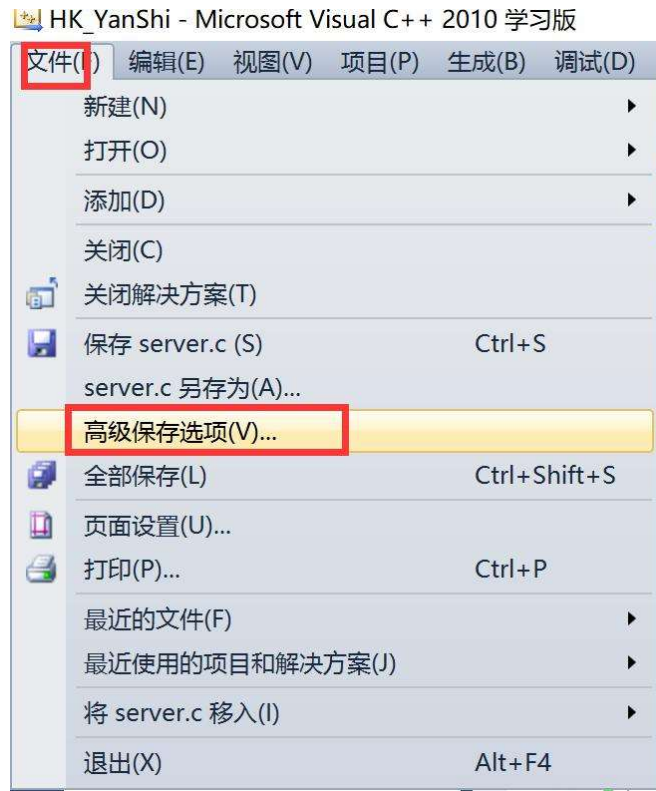 HK_YanShi - Microsoft Visual C++ 2010 学习版
文件(F) 编辑(E) 视图(V) 项目(P) 生成(B) 调试(D)
新建(N)
打开(O)
添加(D)
关闭(C)
关闭解决方案(T)
保存 server.c (S) Ctrl+S
server.c 另存为(A)...
高级保存选项(V)...
全部保存(L) Ctrl+Shift+S
页面设置(U)...
打印(P)... Ctrl+P
最近的文件(F)
最近使用的项目和解决方案(J)
将 server.c 移入(I)
退出(X) Alt+F4